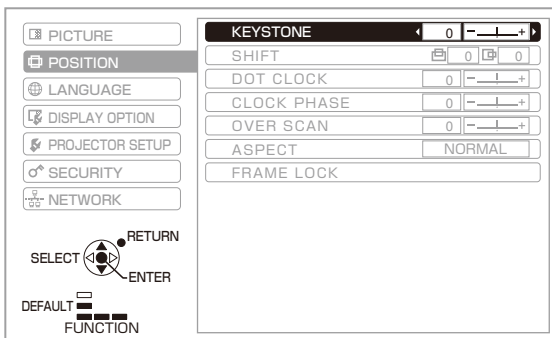 PICTURE
POSITION
LANGUAGE
DISPLAY OPTION
PROJECTOR SETUP
SECURITY
NETWORK
RETURN
SELECT
ENTER
DEFAULT
FUNCTION
KEYSTONE 0 - +
SHIFT 0 0
DOT CLOCK 0 - +
CLOCK PHASE 0 - +
OVER SCAN 0 - +
ASPECT NORMAL
FRAME LOCK